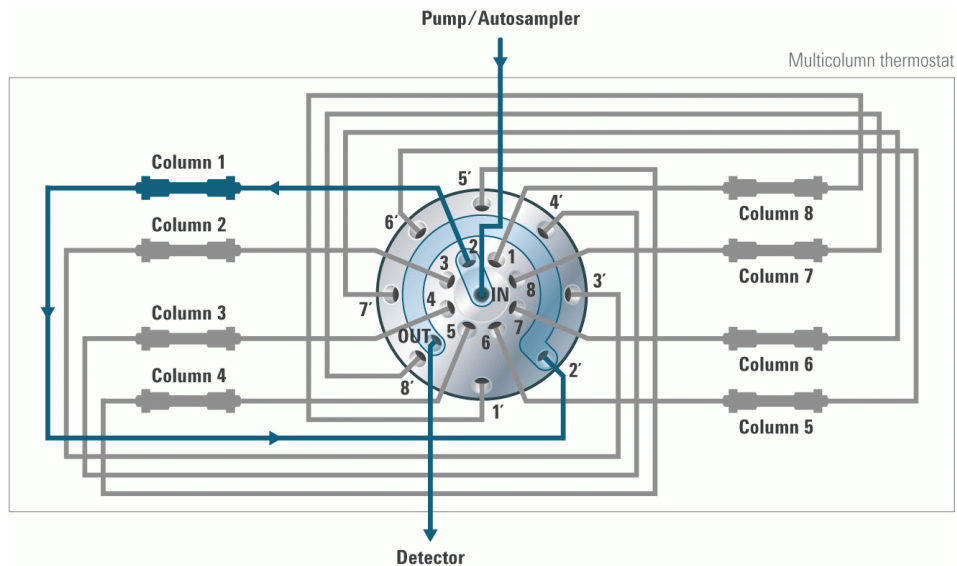 Pump/Autosampler
Multicolumn thermostat
Column 1
Column 2
Column 3
Column 4
5′
6′
4′
7′
3′
8′
2′
1′
2
1
3
8
4
7
5
6
IN
OUT
Column 8
Column 7
Column 6
Column 5
Detector